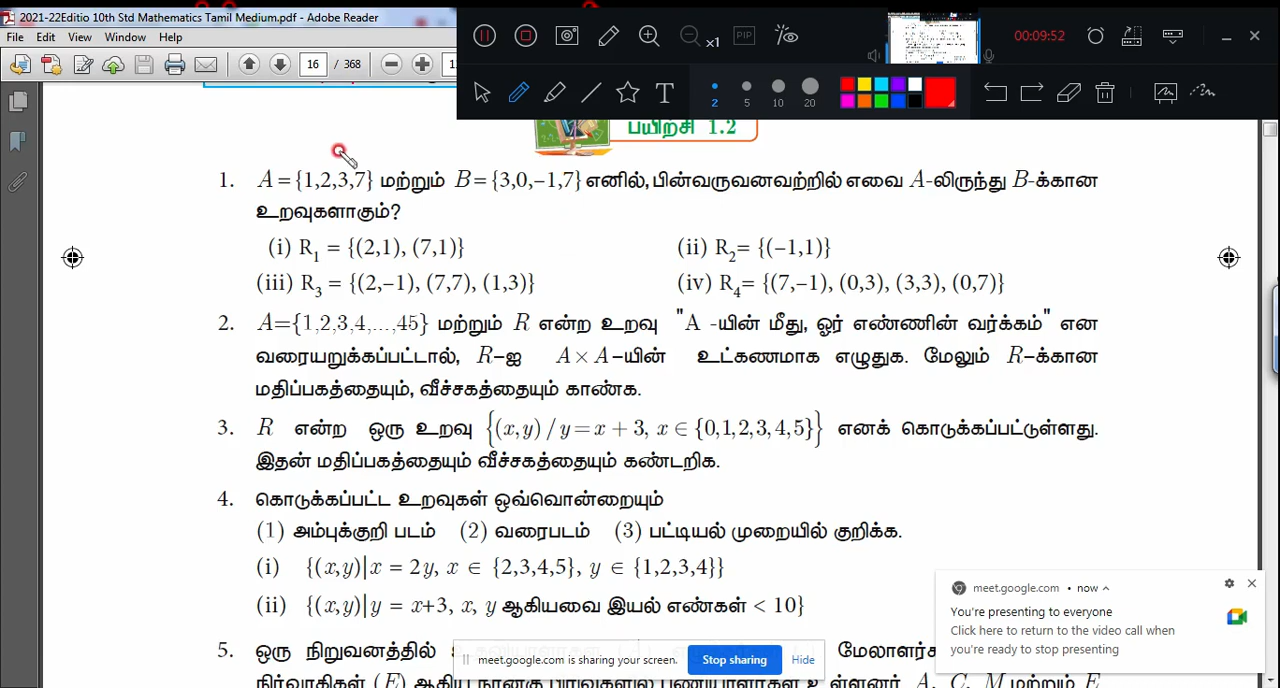 2021-22Editio 10th Std Mathematics Tamil Medium.pdf - Adobe Reader
File Edit View Window Help
16 / 368
x1 PIP 00:09:52
T 2 5 10 20
பயிற்சி 1.2
1. A={1,2,3,7} மற்றும் B={3,0,−1,7} எனில், பின்வருவனவற்றில் எவை A-லிருந்து B-க்கான
உறவுகளாகும்?
(i) R1 = {(2,1), (7,1)} (ii) R2= {(−1,1)}
(iii) R3 = {(2,−1), (7,7), (1,3)} (iv) R4= {(7,−1), (0,3), (3,3), (0,7)}
2. A={1,2,3,4,...,45} மற்றும் R என்ற உறவு "A -யின் மீது, ஓர் எண்ணின் வர்க்கம்" என
வரையறுக்கப்பட்டால், R-ஐ A×A-யின் உட்கணமாக எழுதுக. மேலும் R-க்கான
மதிப்பகத்தையும், வீச்சகத்தையும் காண்க.
3. R என்ற ஒரு உறவு {(x,y) / y=x + 3, x ∈ {0,1,2,3,4,5}} எனக் கொடுக்கப்பட்டுள்ளது.
இதன் மதிப்பகத்தையும் வீச்சகத்தையும் கண்டறிக.
4. கொடுக்கப்பட்ட உறவுகள் ஒவ்வொன்றையும்
(1) அம்புக்குறி படம் (2) வரைபடம் (3) பட்டியல் முறையில் குறிக்க.
(i) {(x,y)|x = 2y, x ∈ {2,3,4,5}, y ∈ {1,2,3,4}}
(ii) {(x,y)|y = x+3, x, y ஆகியவை இயல் எண்கள் < 10}
meet.google.com • now
You're presenting to everyone
Click here to return to the video call when
you're ready to stop presenting
5. ஒரு நிறுவனத்தில்
meet.google.com is sharing your screen. Stop sharing Hide